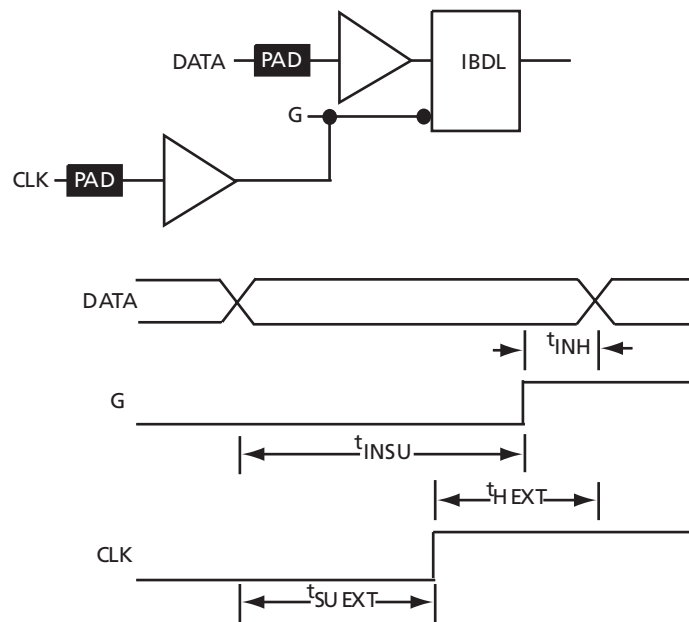 DATA PAD IBDL
G
CLK PAD
DATA
tINH
G
tINSU
tHEXT
CLK
tSUEXT